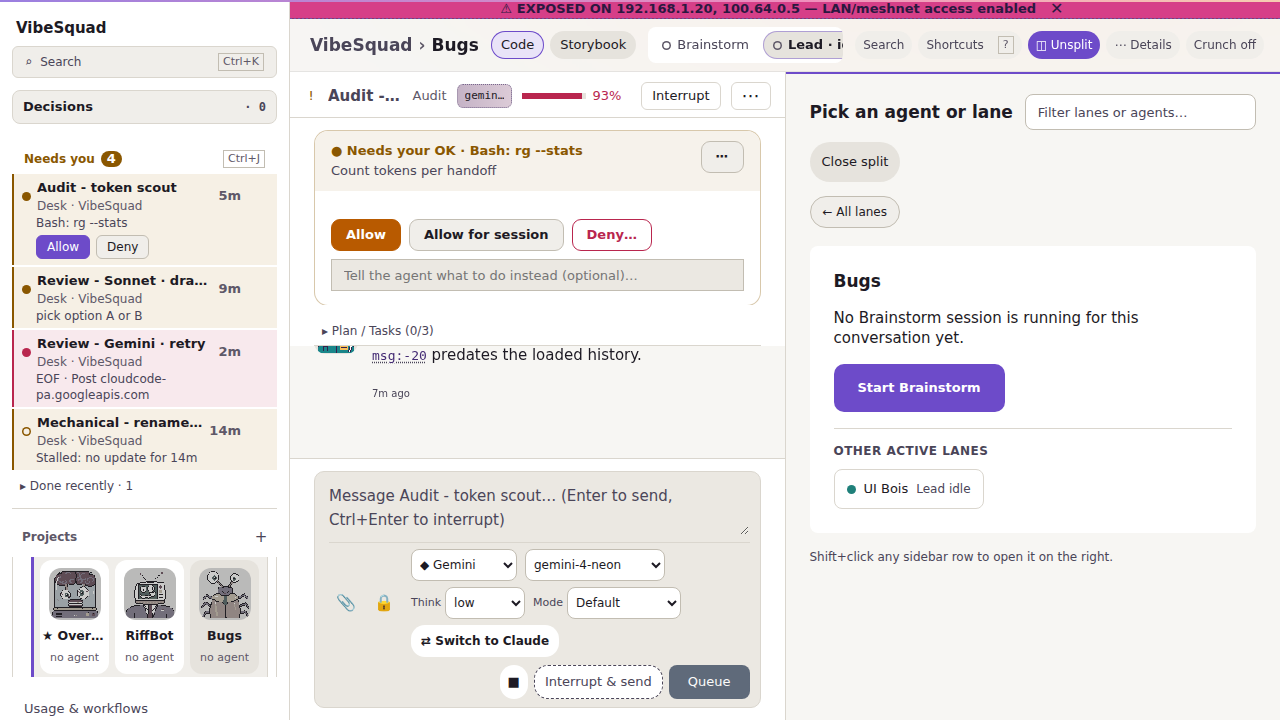 ⚠ EXPOSED ON 192.168.1.20, 100.64.0.5 — LAN/meshnet access enabled ✕
VibeSquad
⌕ Search Ctrl+K
Decisions · 0
Needs you 4 Ctrl+J
Audit - token scout 5m
Desk · VibeSquad
Bash: rg --stats
Allow Deny
Review - Sonnet · dra… 9m
Desk · VibeSquad
pick option A or B
Review - Gemini · retry 2m
Desk · VibeSquad
EOF · Post cloudcode-
pa.googleapis.com
Mechanical - rename… 14m
Desk · VibeSquad
Stalled: no update for 14m
▸ Done recently · 1
Projects +
★ Over… RiffBot Bugs
no agent no agent no agent
Usage & workflows
VibeSquad › Bugs Code Storybook Brainstorm Lead · Search Shortcuts ? ◫ Unsplit ··· Details Crunch off
! Audit -… Audit gemin… 93% Interrupt ···
● Needs your OK · Bash: rg --stats ···
Count tokens per handoff
Allow Allow for session Deny…
Tell the agent what to do instead (optional)…
▸ Plan / Tasks (0/3)
msg:-20 predates the loaded history.
7m ago
Message Audit - token scout… (Enter to send,
Ctrl+Enter to interrupt)
◆ Gemini gemini-4-neon
Think low Mode Default
⇄ Switch to Claude
■ Interrupt & send Queue
Pick an agent or lane Filter lanes or agents…
Close split
← All lanes
Bugs
No Brainstorm session is running for this
conversation yet.
Start Brainstorm
OTHER ACTIVE LANES
UI Bois Lead idle
Shift+click any sidebar row to open it on the right.